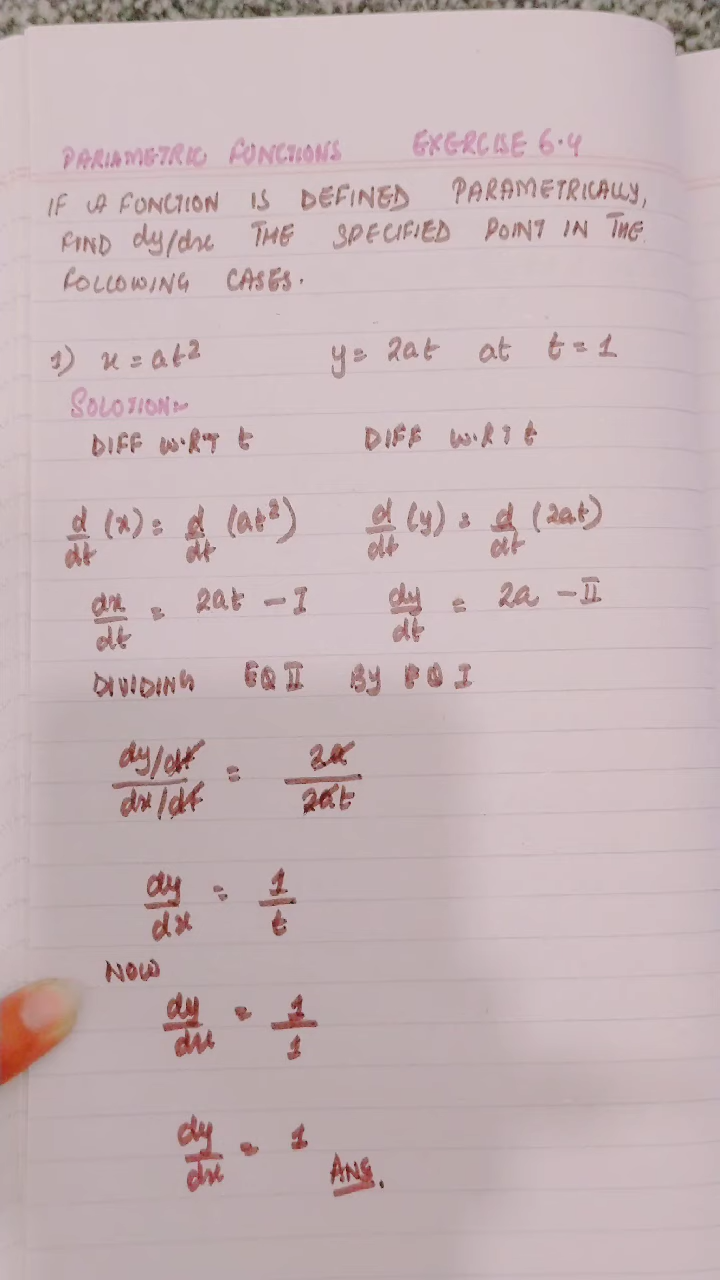 PARAMETRIC FUNCTIONS EXERCISE 6.4
IF A FUNCTION IS DEFINED PARAMETRICALLY,
FIND dy/dx THE SPECIFIED POINT IN THE
FOLLOWING CASES.
1) x = at² y = 2at at t = 1
SOLUTION
DIFF W.R.T t DIFF W.R.T t
d/dt (x) = d/dt (at²) d/dt (y) = d/dt (2at)
dx/dt = 2at - I dy/dt = 2a - II
DIVIDING EQ II By EQ I
dy/dt / dx/dt = 2a / 2at
dy/dx = 1/t
NOW
dy/dx = 1/1
dy/dx = 1
ANS.